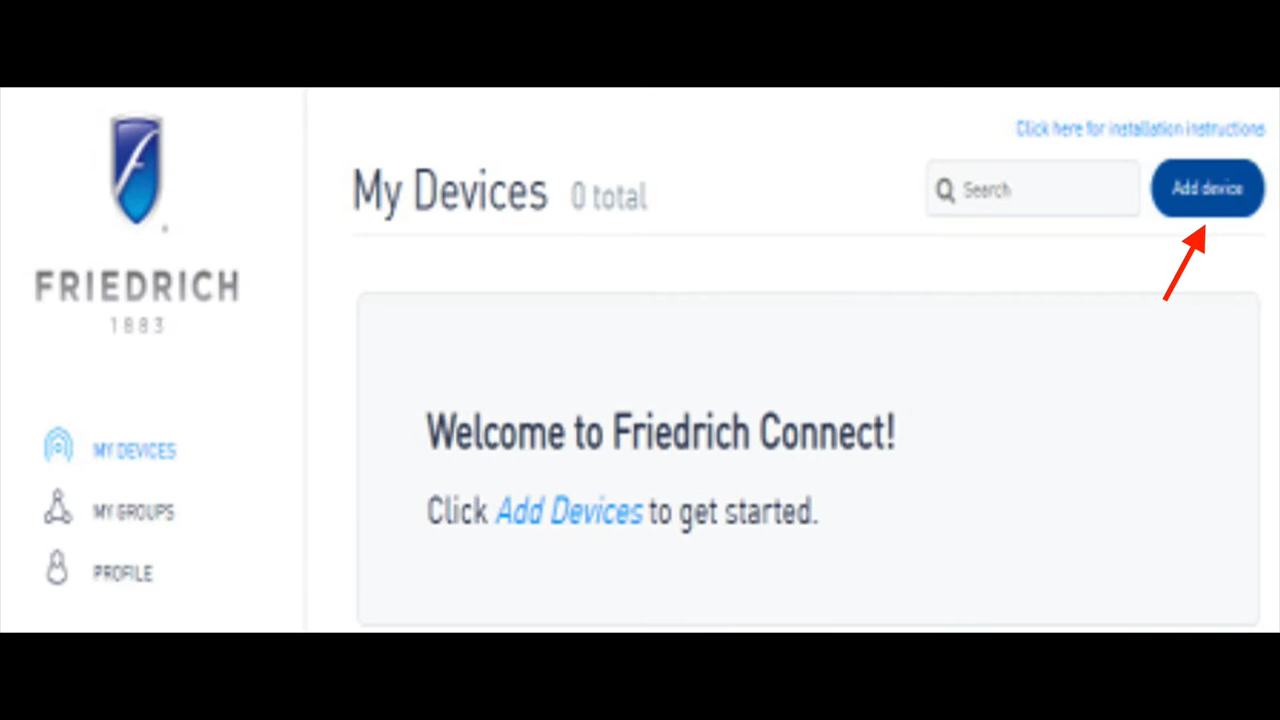 FRIEDRICH
1883
MY DEVICES
MY GROUPS
PROFILE
Click here for installation instructions
My Devices 0 total
Search
Add device
Welcome to Friedrich Connect!
Click Add Devices to get started.